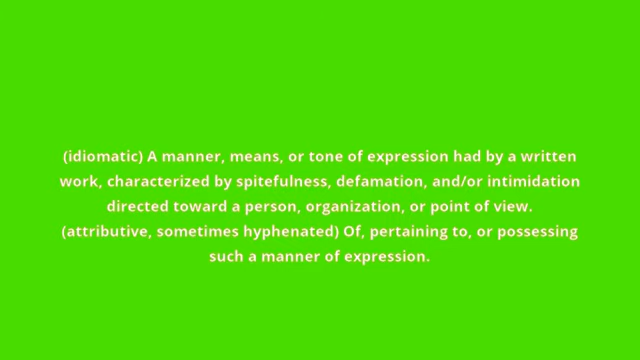 (idiomatic) A manner, means, or tone of expression had by a written
work, characterized by spitefulness, defamation, and/or intimidation
directed toward a person, organization, or point of view.
(attributive, sometimes hyphenated) Of, pertaining to, or possessing
such a manner of expression.